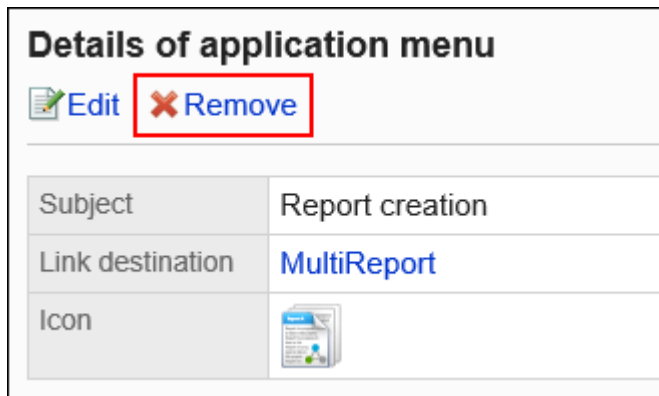 Details of application menu
Edit Remove
Subject Report creation
Link destination MultiReport
Icon